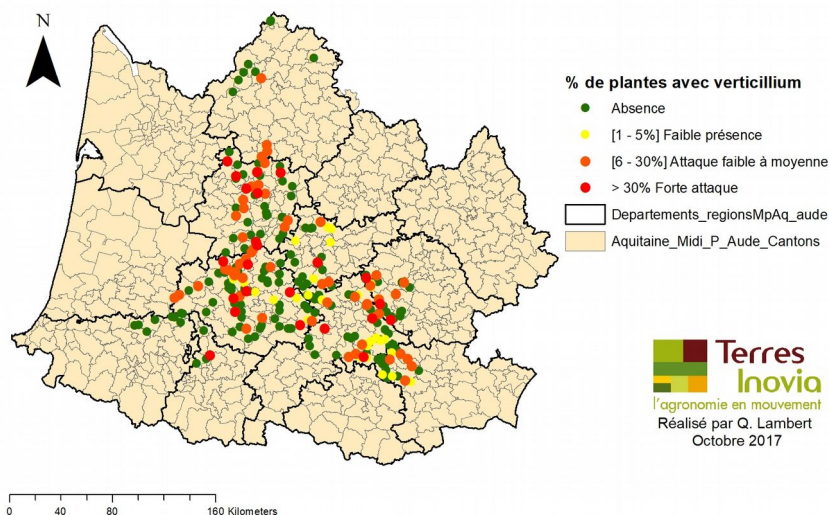 N
% de plantes avec verticillium
Absence
[1 - 5%] Faible présence
[6 - 30%] Attaque faible à moyenne
> 30% Forte attaque
Departements_regionsMpAq_aude
Aquitaine_Midi_P_Aude_Cantons
Terres
Inovia
l'agronomie en mouvement
Réalisé par Q. Lambert
Octobre 2017
0 40 80 160 Kilometers